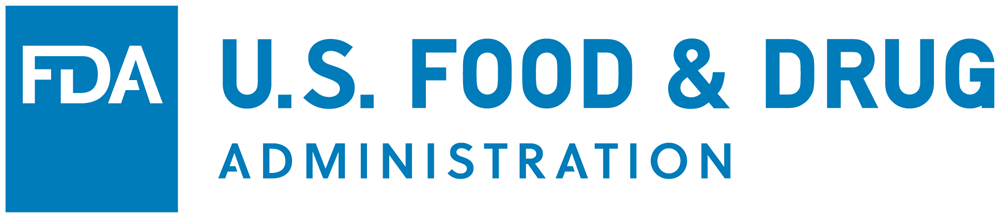 FDA
U.S. FOOD & DRUG
ADMINISTRATION